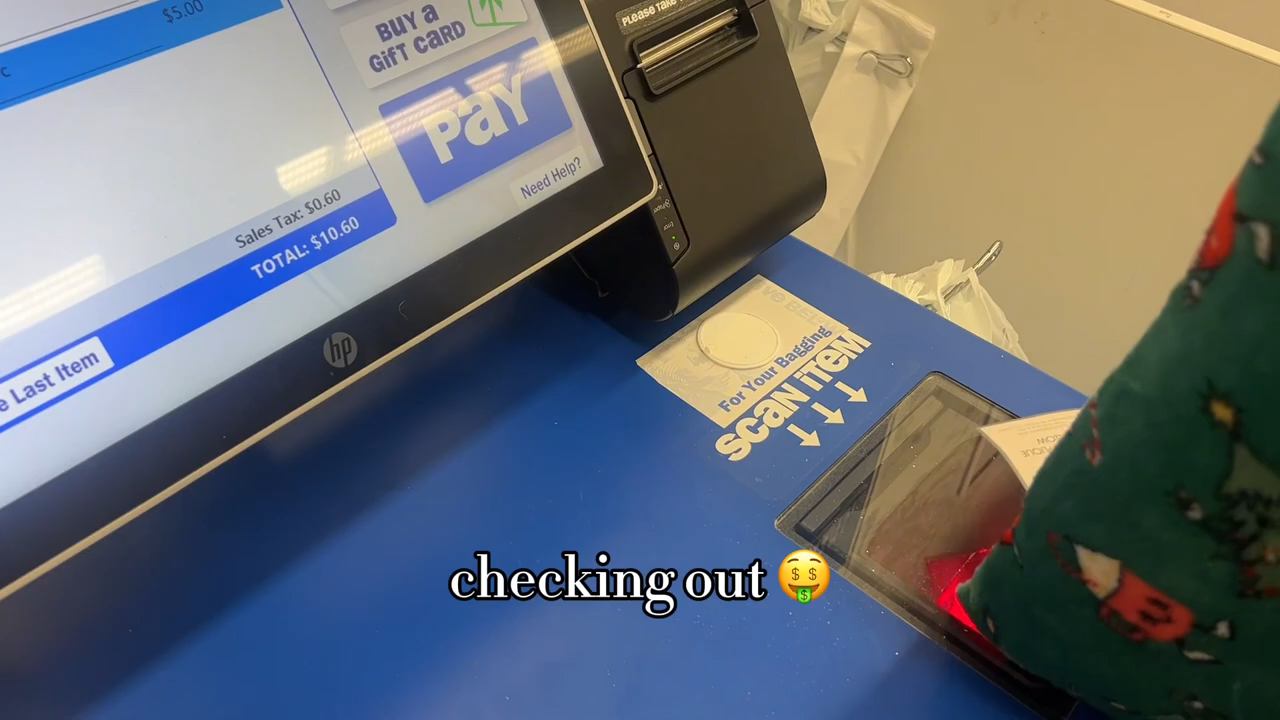 $5.00
BUY a
GiFT CARD
PaY
Need Help?
Sales Tax: $0.60
TOTAL: $10.60
Last Item
hp
PLEASE TAKE
For Your Bagging
SCAN iTEM
checking out 🤑